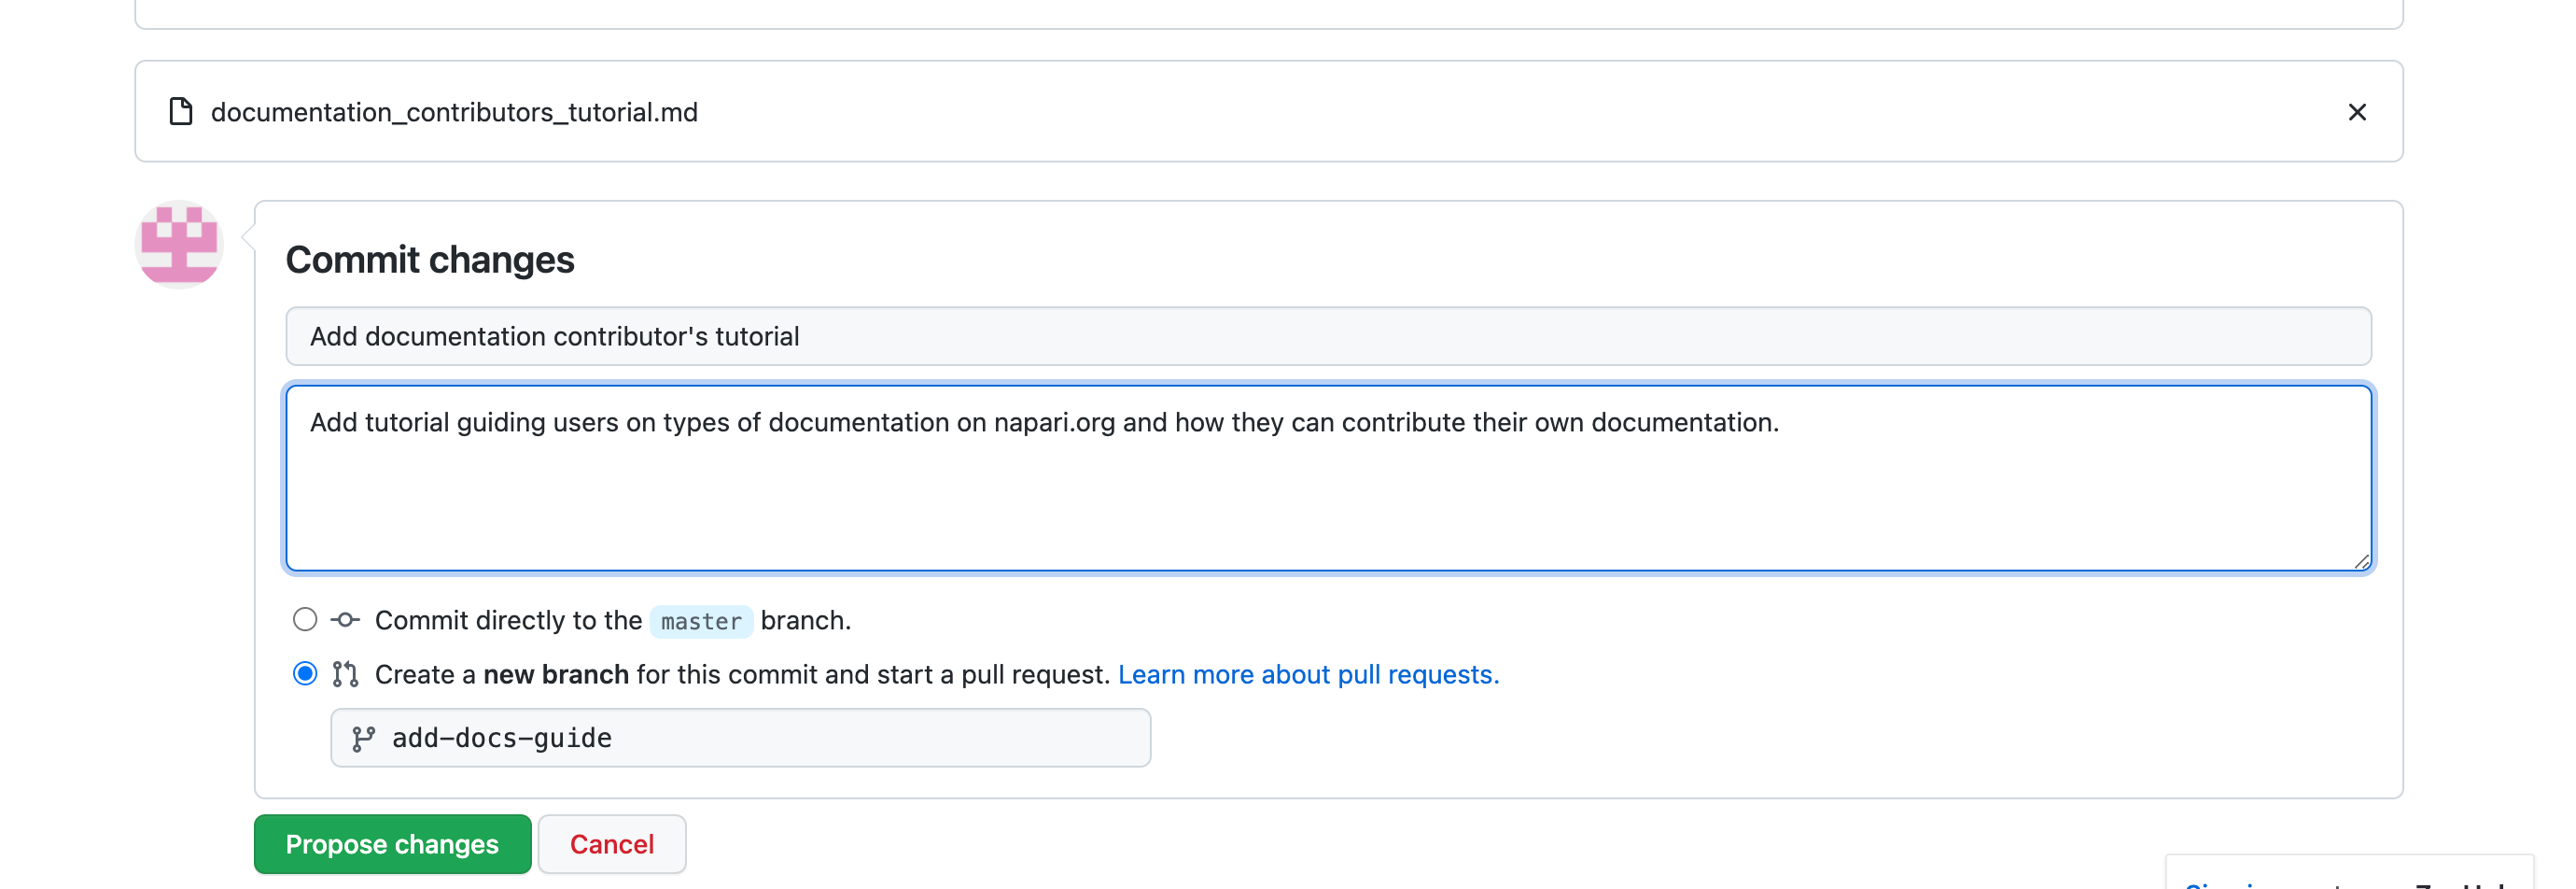 documentation_contributors_tutorial.md
Commit changes
Add documentation contributor's tutorial
Add tutorial guiding users on types of documentation on napari.org and how they can contribute their own documentation.
Commit directly to the master branch.
Create a new branch for this commit and start a pull request. Learn more about pull requests.
add-docs-guide
Propose changes Cancel